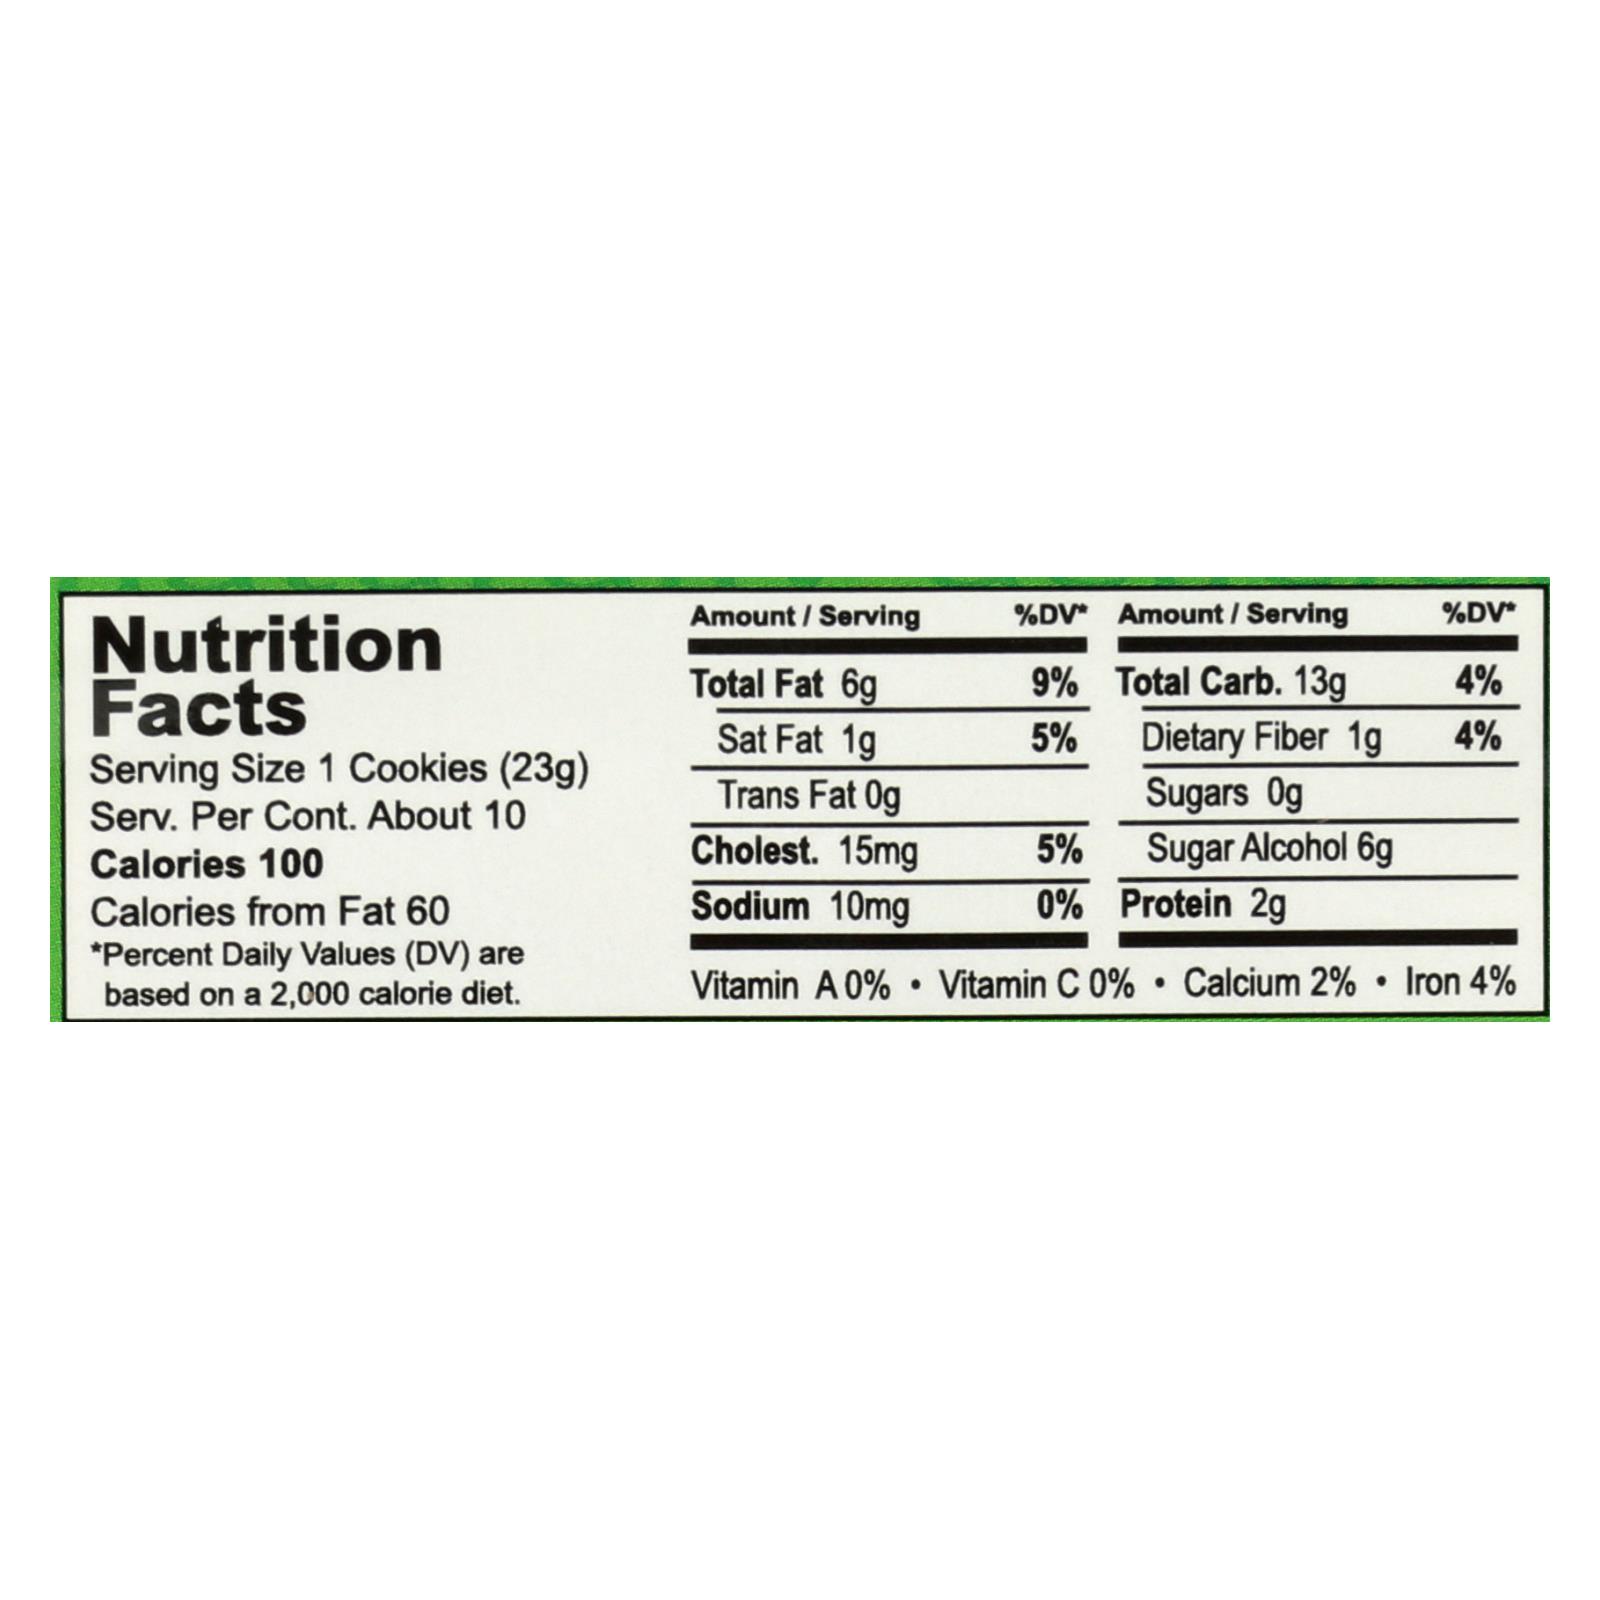 Nutrition
Facts
Serving Size 1 Cookies (23g)
Serv. Per Cont. About 10
Calories 100
Calories from Fat 60
*Percent Daily Values (DV) are
based on a 2,000 calorie diet.
Amount / Serving %DV*
Total Fat 6g 9%
Sat Fat 1g 5%
Trans Fat 0g
Cholest. 15mg 5%
Sodium 10mg 0%
Amount / Serving %DV*
Total Carb. 13g 4%
Dietary Fiber 1g 4%
Sugars 0g
Sugar Alcohol 6g
Protein 2g
Vitamin A 0% • Vitamin C 0% • Calcium 2% • Iron 4%